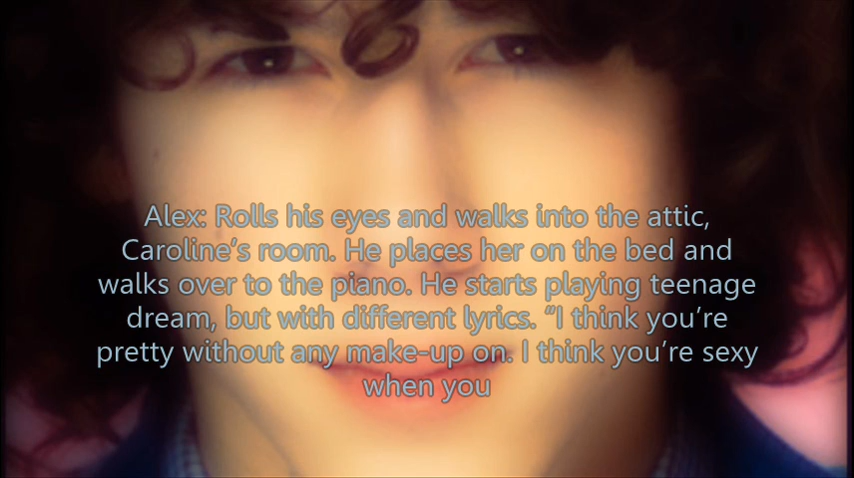 Alex: Rolls his eyes and walks into the attic,
Caroline’s room. He places her on the bed and
walks over to the piano. He starts playing teenage
dream, but with different lyrics. “I think you’re
pretty without any make-up on. I think you’re sexy
when you